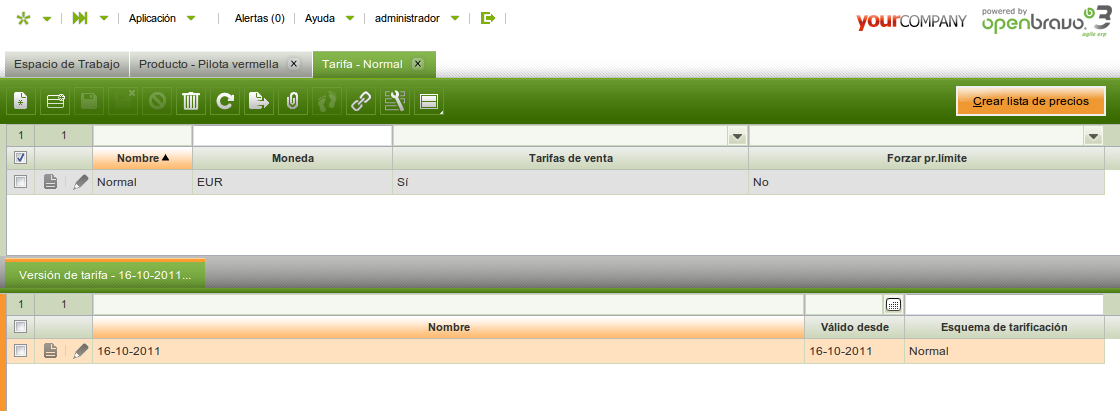 Aplicación Alertas (0) Ayuda administrador
yourCOMPANY
powered by
openbravo 3
agile erp
Espacio de Trabajo Producto - Pilota vermella x Tarifa - Normal x
Crear lista de precios
1 1
Nombre Moneda Tarifas de venta Forzar pr.límite
Normal EUR Sí No
Versión de tarifa - 16-10-2011...
1 1
Nombre Válido desde Esquema de tarificación
16-10-2011 16-10-2011 Normal